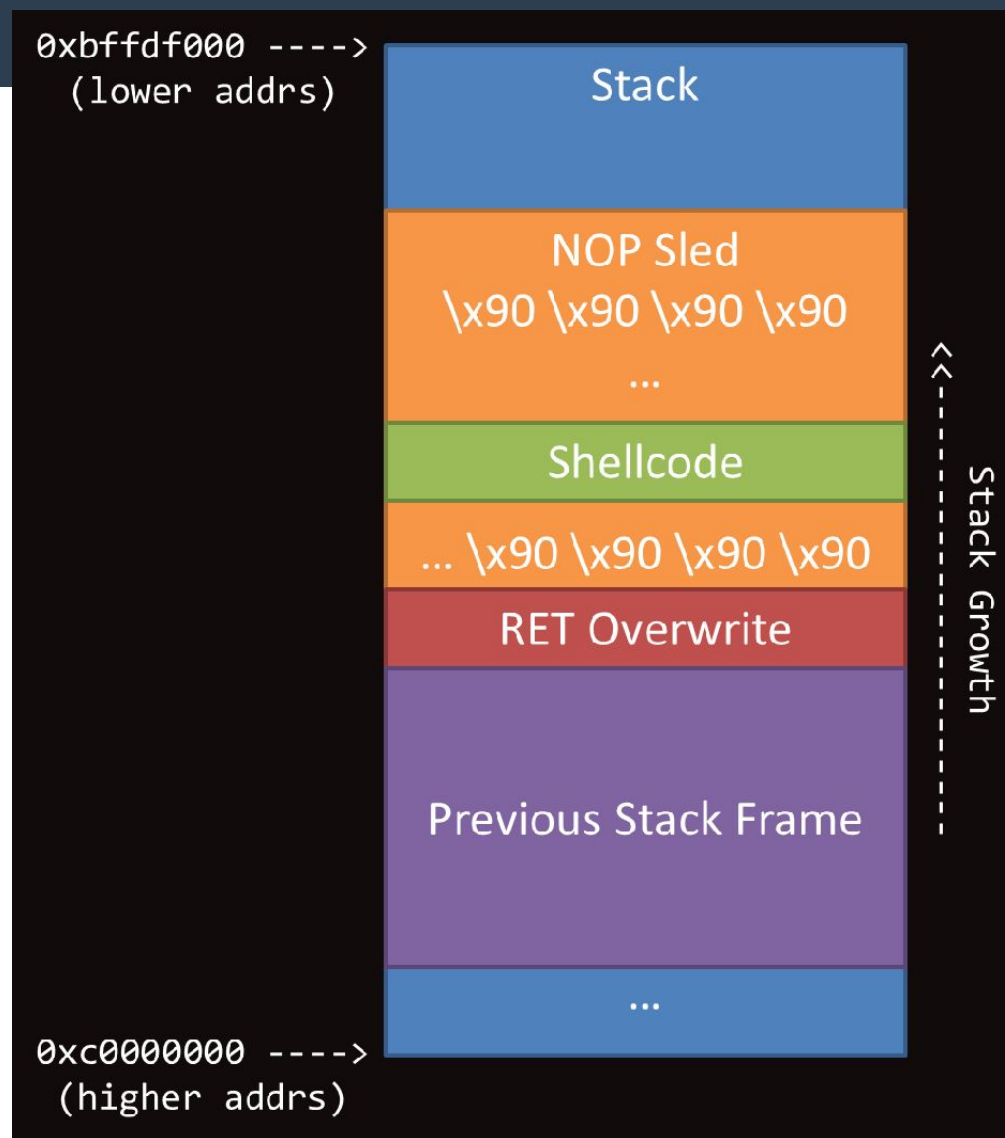 0xbffdf000 ---->
(lower addrs)
Stack
NOP Sled
\x90 \x90 \x90 \x90
...
Shellcode
... \x90 \x90 \x90 \x90
RET Overwrite
Previous Stack Frame
...
0xc0000000 ---->
(higher addrs)
Stack Growth